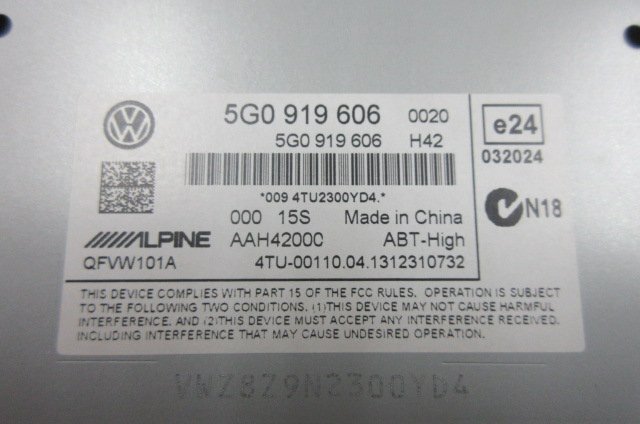 5G0 919 606 0020
5G0 919 606 H42
*009 4TU2300YD4.*
000 15S Made in China
ALPINE AAH42000 ABT-High
QFVW101A 4TU-00110.04.1312310732
e24
032024
N18
THIS DEVICE COMPLIES WITH PART 15 OF THE FCC RULES. OPERATION IS SUBJECT
TO THE FOLLOWING TWO CONDITIONS. (1)THIS DEVICE MAY NOT CAUSE HARMFUL
INTERFERENCE. AND (2)THIS DEVICE MUST ACCEPT ANY INTERFERENCE RECEIVED.
INCLUDING INTERFERENCE THAT MAY CAUSE UNDESIRED OPERATION.
VWZ8Z9N2300YD4